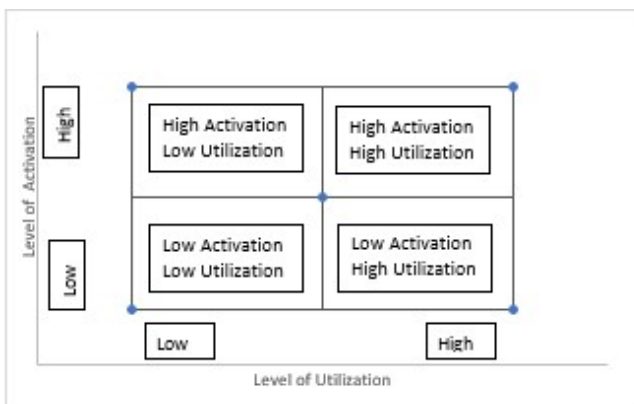 High
High Activation
Low Utilization
High Activation
High Utilization
Level of Activation
Low
Low Activation
Low Utilization
Low Activation
High Utilization
Low
High
Level of Utilization